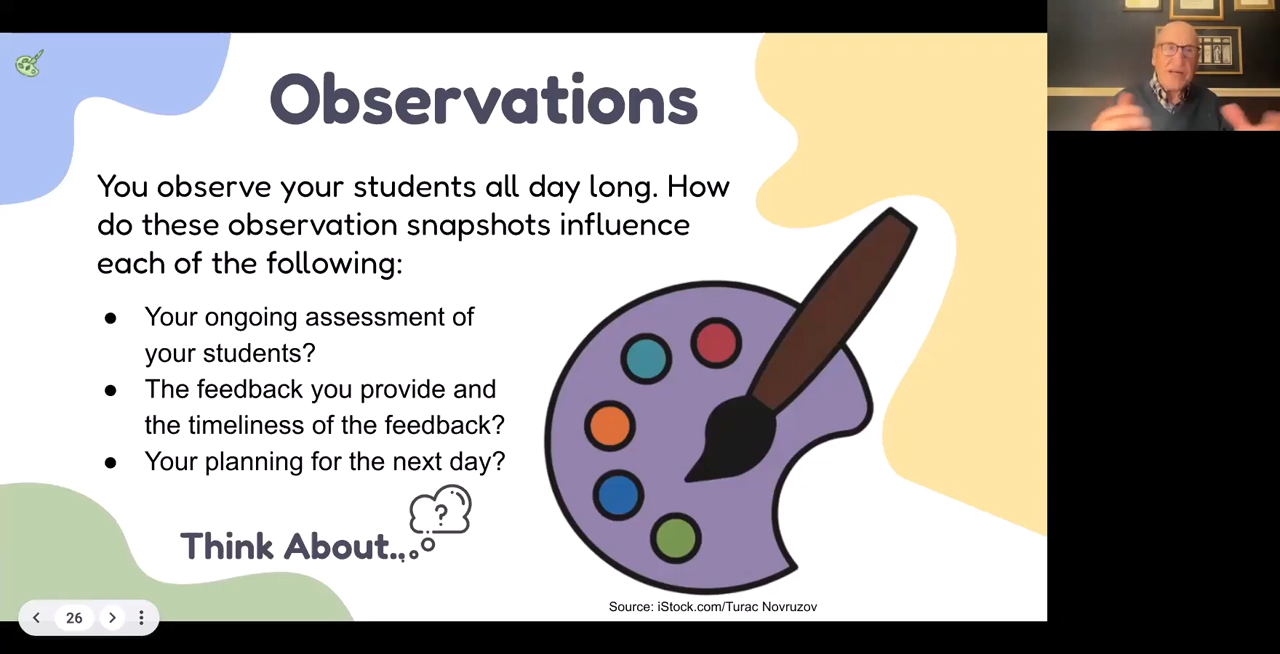 Observations
You observe your students all day long. How
do these observation snapshots influence
each of the following:
● Your ongoing assessment of
your students?
● The feedback you provide and
the timeliness of the feedback?
● Your planning for the next day?
?
Think About...
Source: iStock.com/Turac Novruzov
26